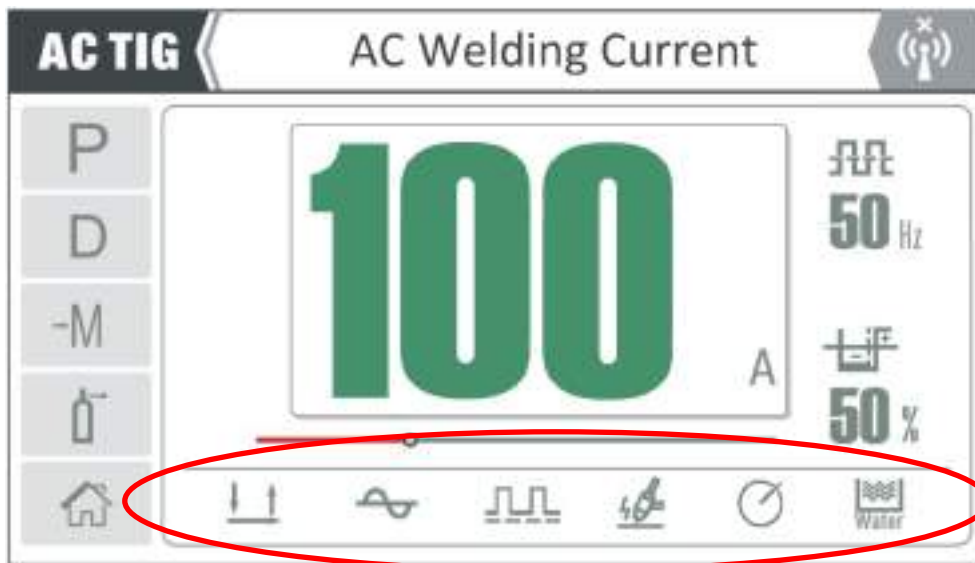 AC TIG
AC Welding Current
P
D
-M
100
A
50 Hz
50 %
Water